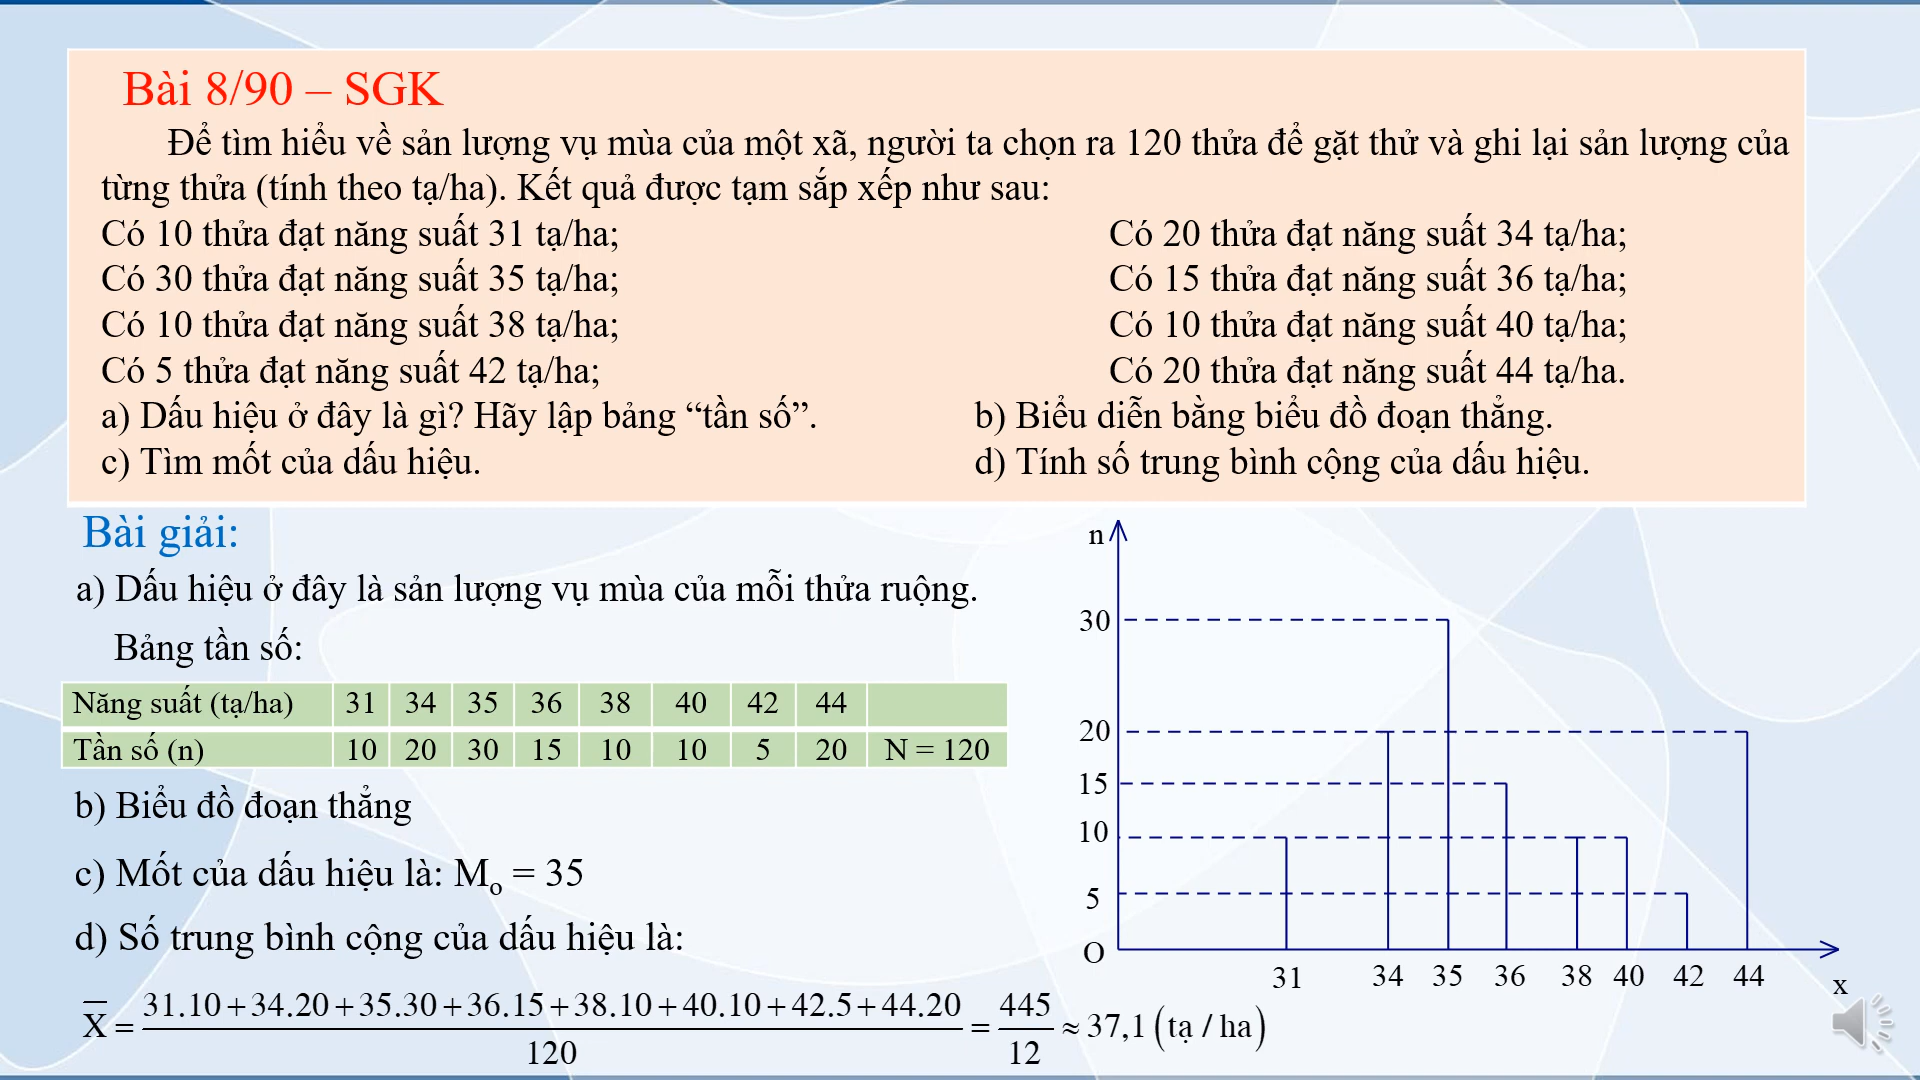 Bài 8/90 – SGK
Để tìm hiểu về sản lượng vụ mùa của một xã, người ta chọn ra 120 thửa để gặt thử và ghi lại sản lượng của
từng thửa (tính theo tạ/ha). Kết quả được tạm sắp xếp như sau:
Có 10 thửa đạt năng suất 31 tạ/ha; Có 20 thửa đạt năng suất 34 tạ/ha;
Có 30 thửa đạt năng suất 35 tạ/ha; Có 15 thửa đạt năng suất 36 tạ/ha;
Có 10 thửa đạt năng suất 38 tạ/ha; Có 10 thửa đạt năng suất 40 tạ/ha;
Có 5 thửa đạt năng suất 42 tạ/ha; Có 20 thửa đạt năng suất 44 tạ/ha.
a) Dấu hiệu ở đây là gì? Hãy lập bảng “tần số”. b) Biểu diễn bằng biểu đồ đoạn thẳng.
c) Tìm mốt của dấu hiệu. d) Tính số trung bình cộng của dấu hiệu.
Bài giải:
a) Dấu hiệu ở đây là sản lượng vụ mùa của mỗi thửa ruộng.
Bảng tần số:
Năng suất (tạ/ha) 31 34 35 36 38 40 42 44
Tần số (n) 10 20 30 15 10 10 5 20 N = 120
b) Biểu đồ đoạn thẳng
c) Mốt của dấu hiệu là: Mₒ = 35
d) Số trung bình cộng của dấu hiệu là:
X̅ = (31.10+34.20+35.30+36.15+38.10+40.10+42.5+44.20)/120 = 445/12 ≈ 37,1 (tạ / ha)
n
30
20
15
10
5
O
31 34 35 36 38 40 42 44
x